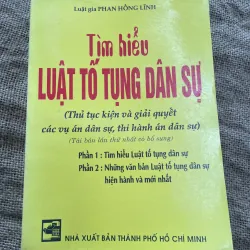 Luật gia PHAN HỒNG LĨNH
Tìm hiểu
LUẬT TỐ TỤNG DÂN SỰ
(Thủ tục kiện và giải quyết
các vụ án dân sự, thi hành án dân sự)
(Tái bản lần thứ nhất có bổ sung)
Phần 1 : Tìm hiểu Luật tố tụng dân sự
Phần 2 : Những văn bản Luật tố tụng dân sự
hiện hành và mới nhất
NHÀ XUẤT BẢN THÀNH PHỐ HỒ CHÍ MINH